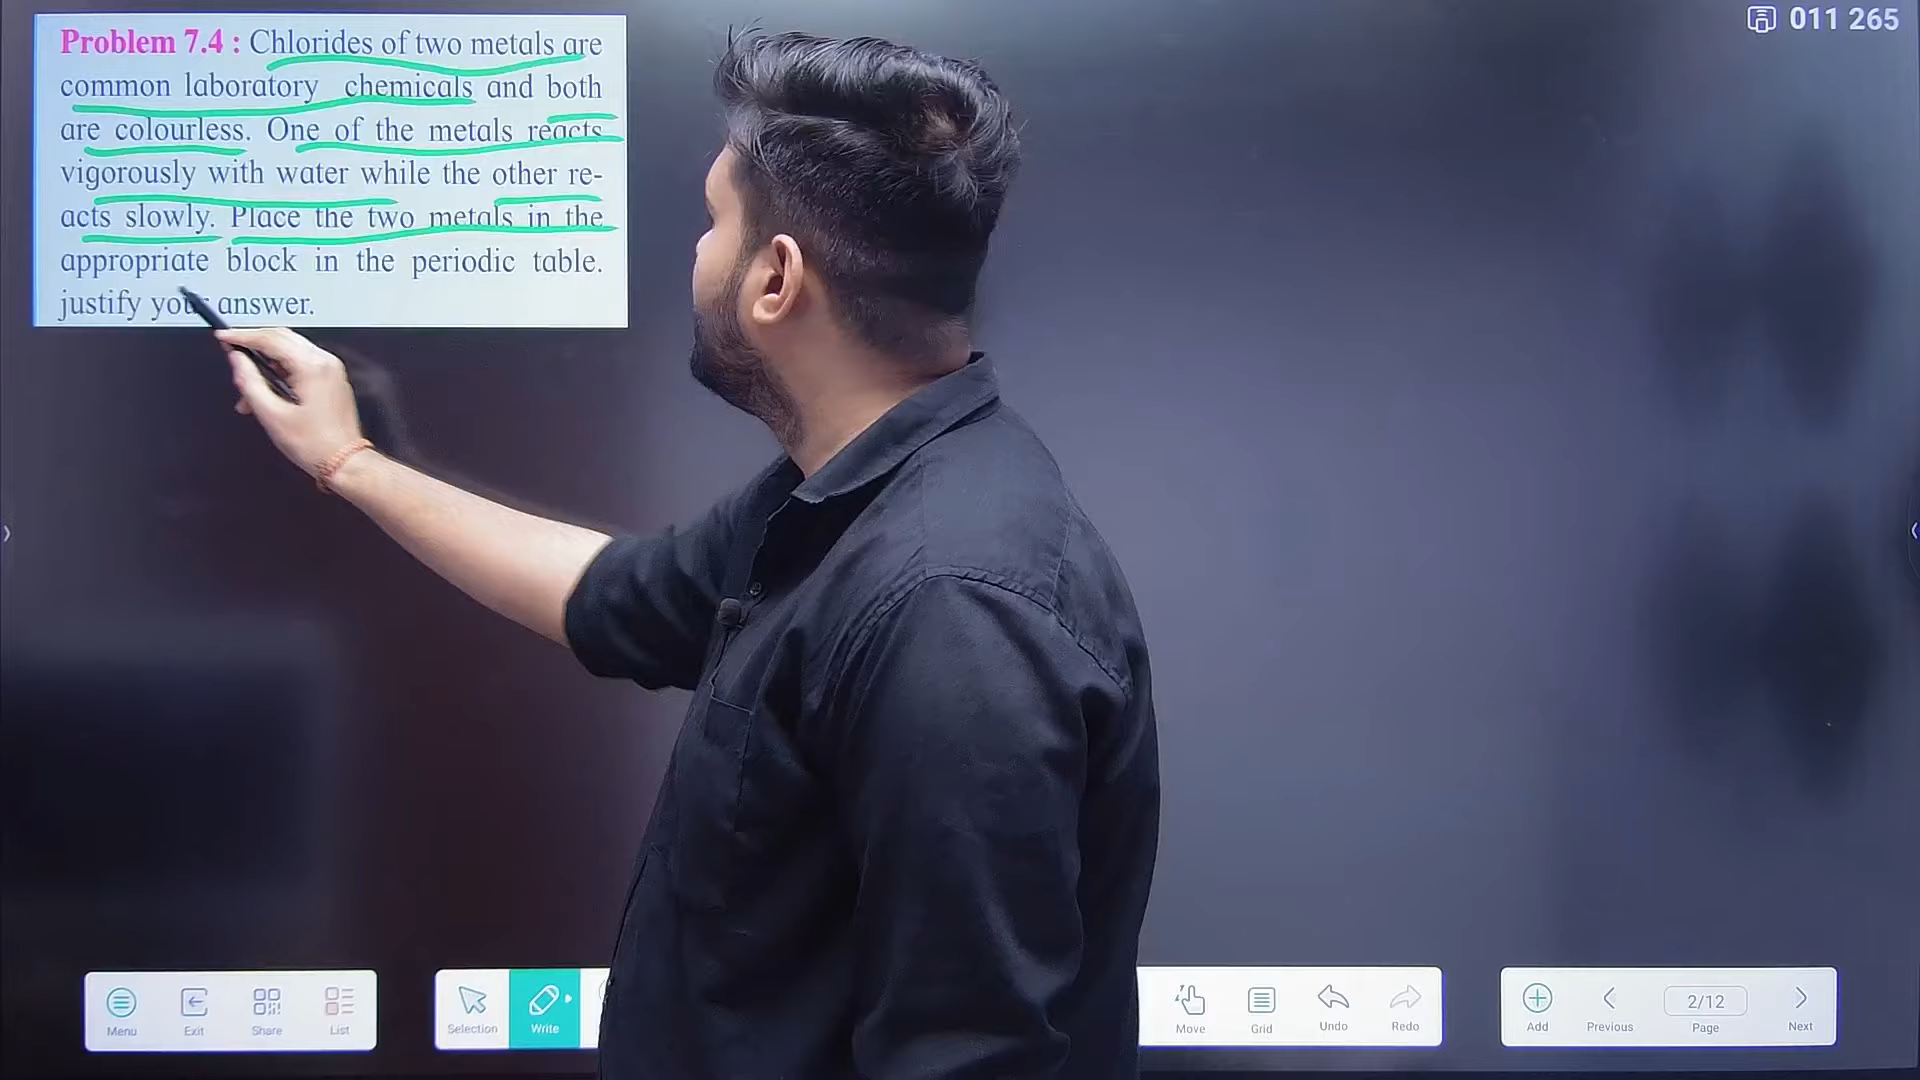 Problem 7.4 : Chlorides of two metals are
common laboratory chemicals and both
are colourless. One of the metals reacts
vigorously with water while the other re-
acts slowly. Place the two metals in the
appropriate block in the periodic table.
justify your answer.
011 265
Menu
Exit
Share
List
Selection
Write
Move
Grid
Undo
Redo
Add
Previous
2/12
Page
Next